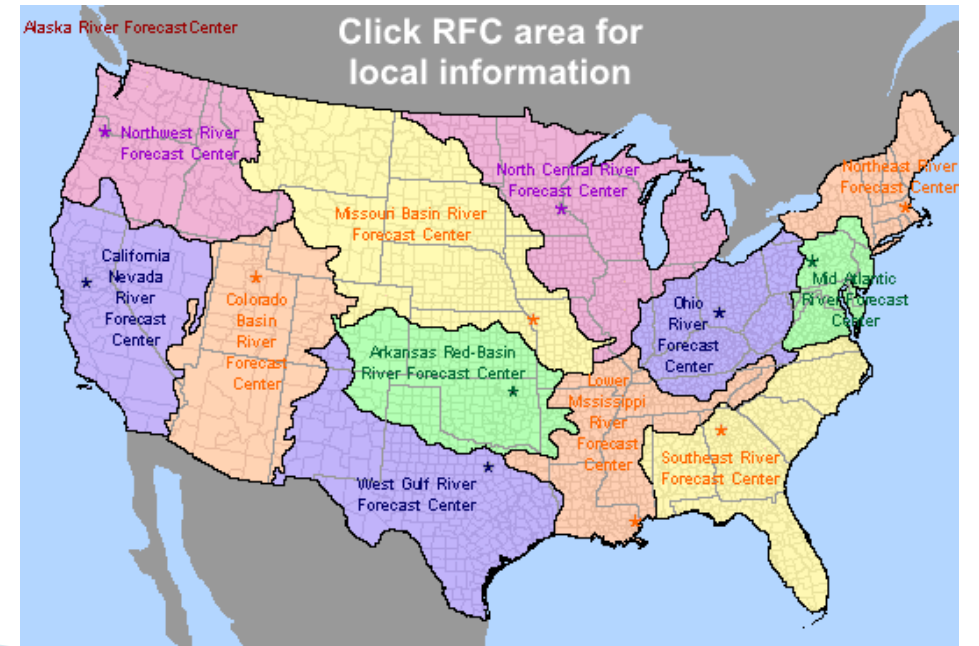 Alaska River Forecast Center
Click RFC area for
local information
Northwest River
Forecast Center
North Central River
Forecast Center
Northeast River
Forecast Center
Missouri Basin River
Forecast Center
California
Nevada
River
Forecast
Center
Colorado
Basin
River
Forecast
Center
Ohio
River
Forecast
Center
Mid Atlantic
River Forecast
Center
Arkansas Red-Basin
River Forecast Center
Lower
Mississippi
River
Forecast
Center
Southeast River
Forecast Center
West Gulf River
Forecast Center